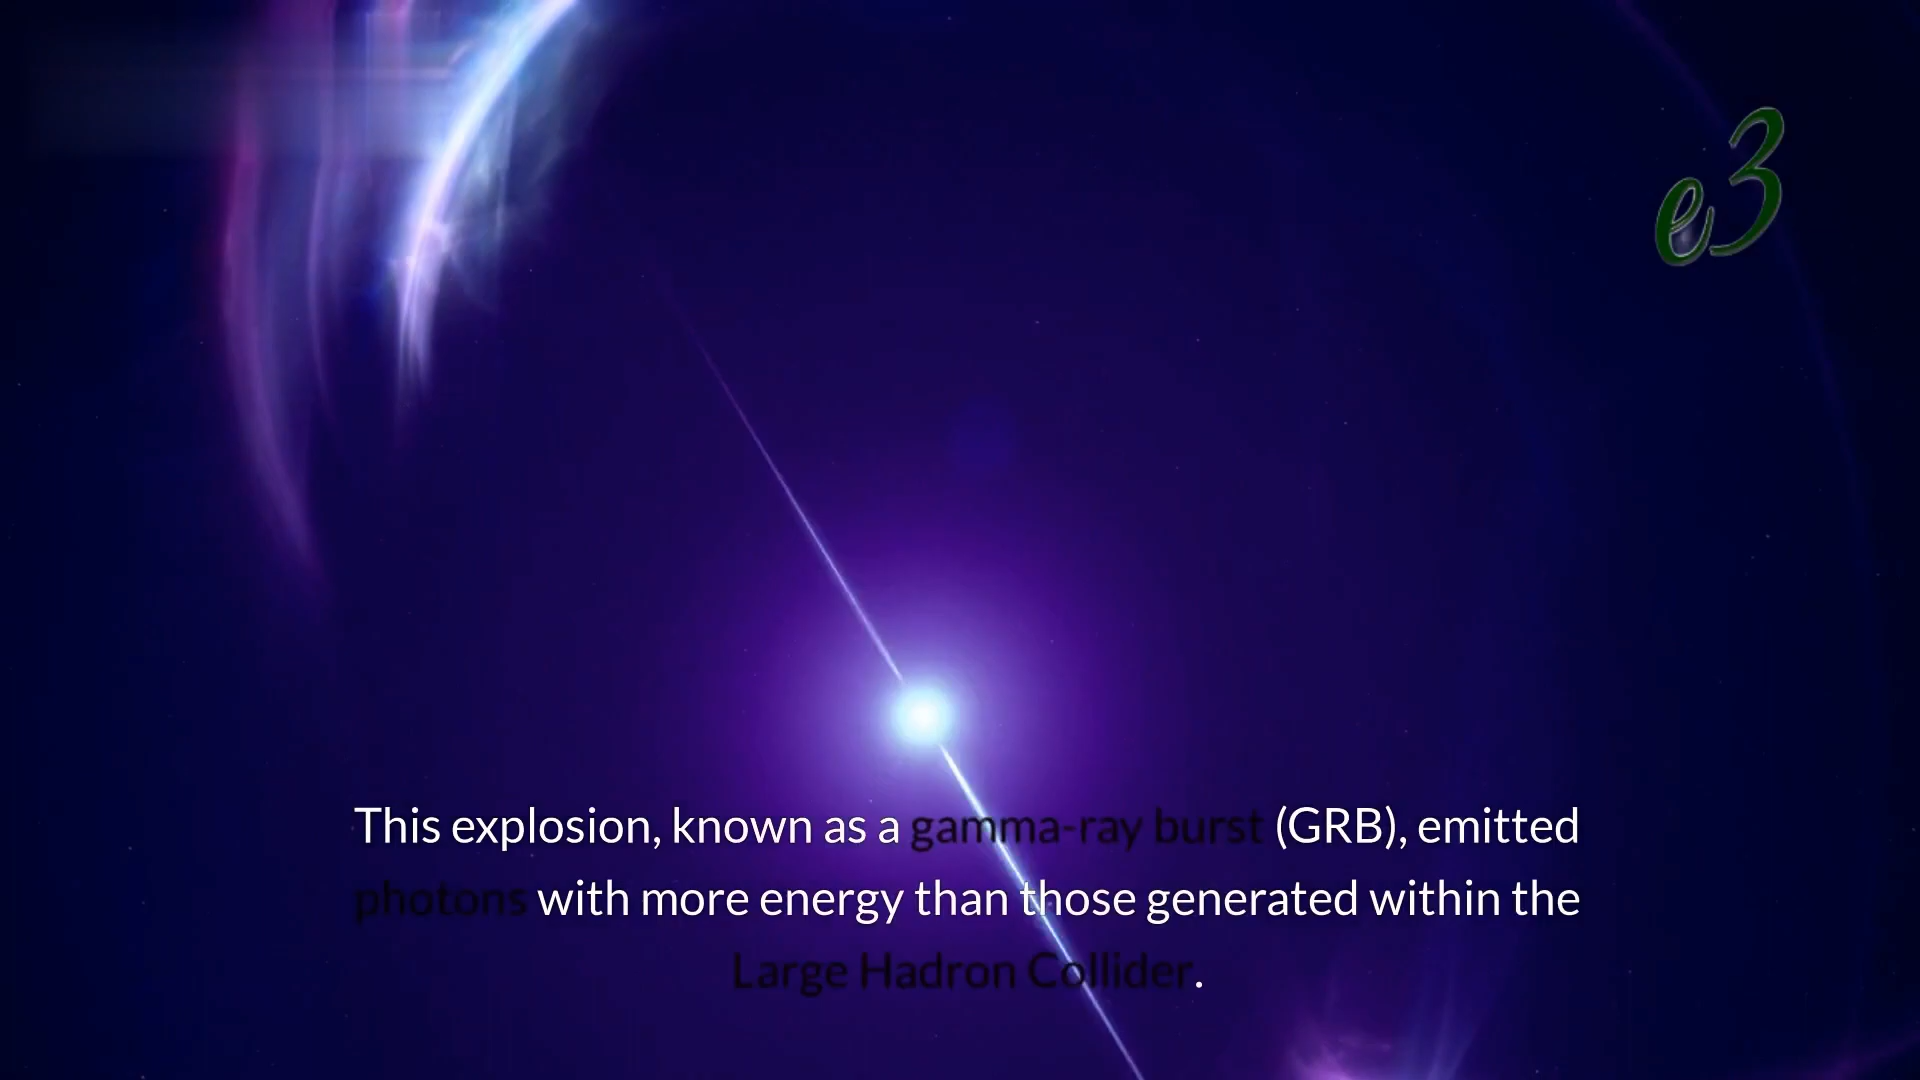 e3
This explosion, known as a gamma-ray burst (GRB), emitted
photons with more energy than those generated within the
Large Hadron Collider.